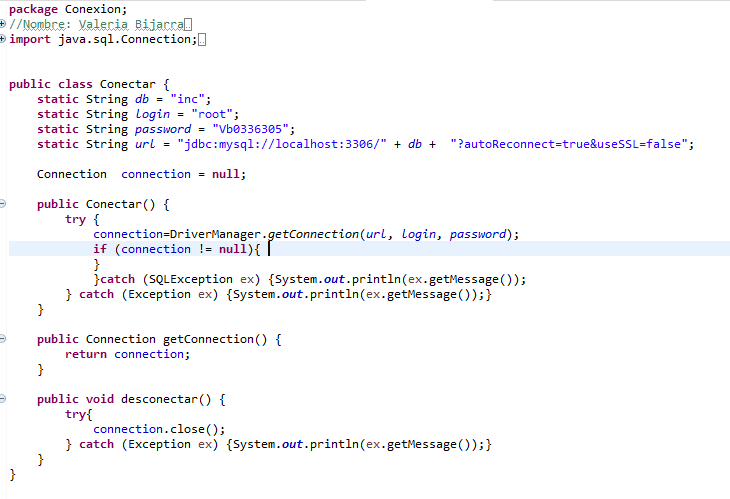 package Conexion;
//Nombre: Valeria Bijarra
import java.sql.Connection;
public class Conectar {
static String db = "inc";
static String login = "root";
static String password = "Vb0336305";
static String url = "jdbc:mysql://localhost:3306/" + db +  "?autoReconnect=true&useSSL=false";
Connection  connection = null;
public Conectar() {
try {
connection=DriverManager.getConnection(url, login, password);
if (connection != null){
}
}catch (SQLException ex) {System.out.println(ex.getMessage());
} catch (Exception ex) {System.out.println(ex.getMessage());}
}
public Connection getConnection() {
return connection;
}
public void desconectar() {
try{
connection.close();
} catch (Exception ex) {System.out.println(ex.getMessage());}
}
}